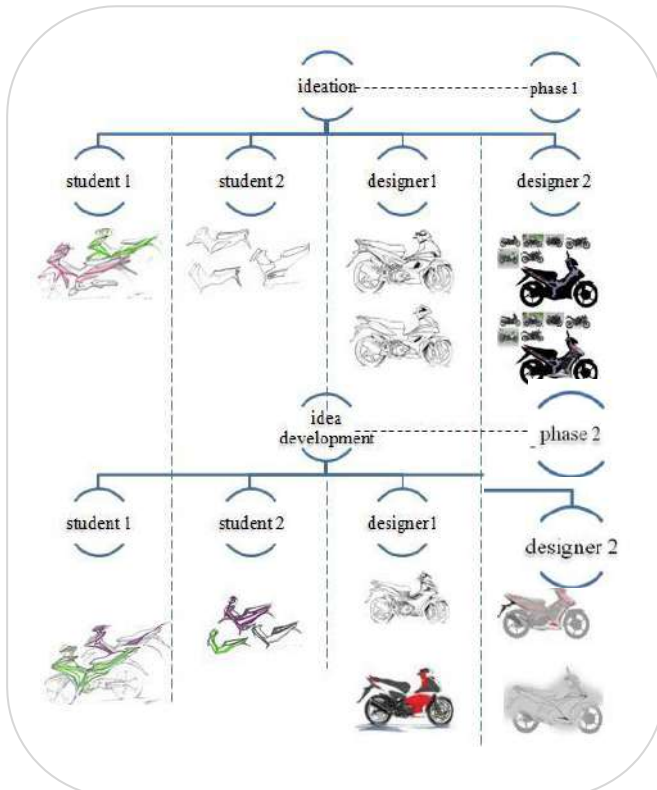 ideation
phase 1
student 1
student 2
designer1
designer 2
idea
development
phase 2
student 1
student 2
designer1
designer 2